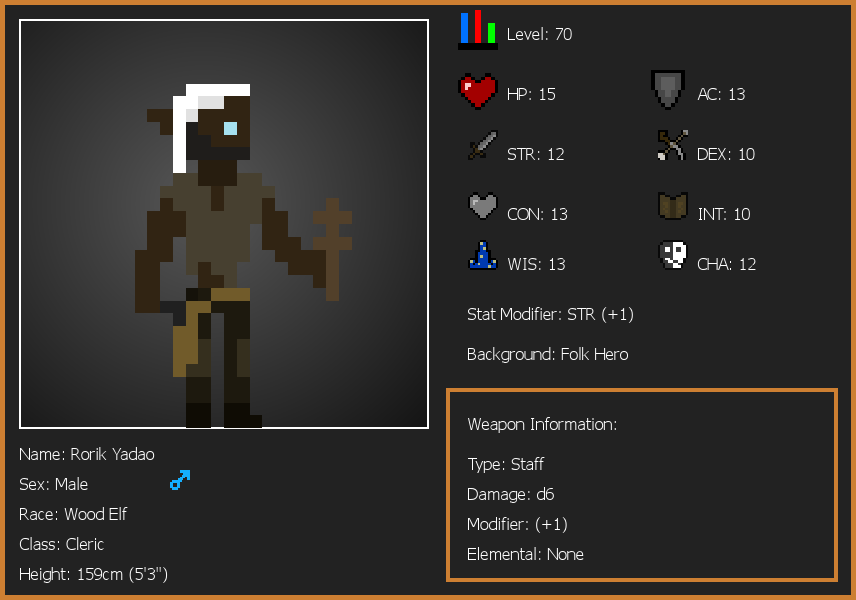 Level: 70
HP: 15
AC: 13
STR: 12
DEX: 10
CON: 13
INT: 10
WIS: 13
CHA: 12
Stat Modifier: STR (+1)
Background: Folk Hero
Weapon Information:
Type: Staff
Damage: d6
Modifier: (+1)
Elemental: None
Name: Rorik Yadao
Sex: Male
Race: Wood Elf
Class: Cleric
Height: 159cm (5'3")